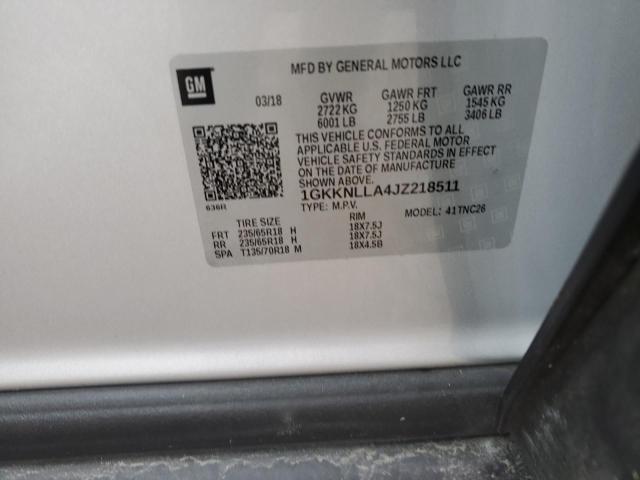 MFD BY GENERAL MOTORS LLC
GM
03/18 GVWR GAWR FRT GAWR RR
2722 KG 1250 KG 1545 KG
6001 LB 2755 LB 3406 LB
THIS VEHICLE CONFORMS TO ALL
APPLICABLE U.S. FEDERAL MOTOR
VEHICLE SAFETY STANDARDS IN EFFECT
ON THE DATE OF MANUFACTURE
SHOWN ABOVE.
1GKKNLLA4JZ218511
636R
TYPE: M.P.V. MODEL: 41TNC26
TIRE SIZE RIM
FRT 235/65R18 H 18X7.5J
RR 235/65R18 H 18X7.5J
SPA T135/70R18 M 18X4.5B